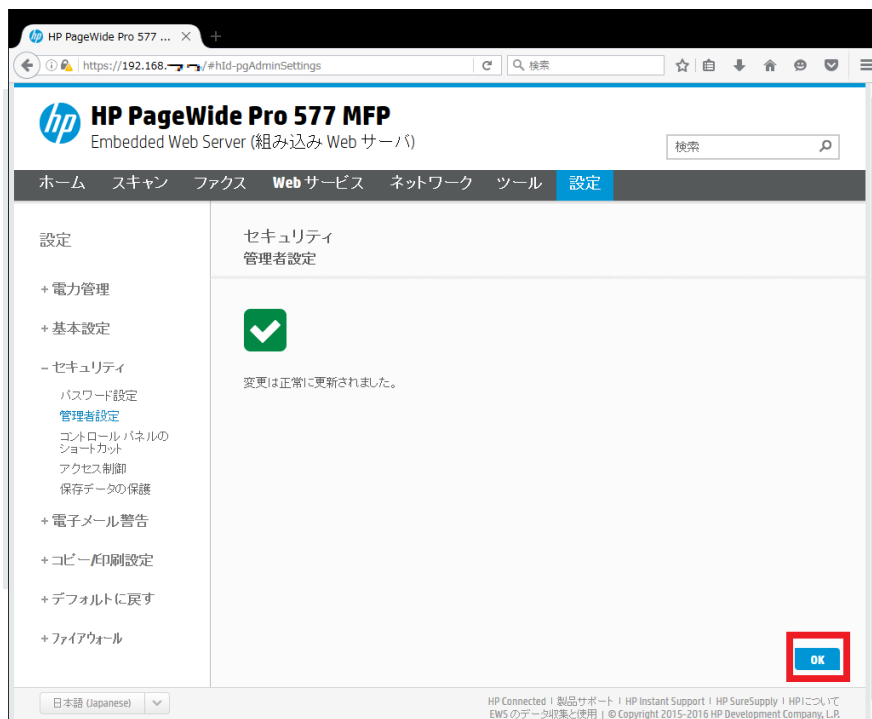 HP PageWide Pro 577 ...
https://192.168. /#hId-pgAdminSettings
検索
hp
HP PageWide Pro 577 MFP
Embedded Web Server (組み込み Web サーバ)
検索
ホーム スキャン ファクス Web サービス ネットワーク ツール 設定
設定
+ 電力管理
+ 基本設定
- セキュリティ
パスワード設定
管理者設定
コントロール パネルの
ショートカット
アクセス制御
保存データの保護
+ 電子メール警告
+ コピー/印刷設定
+ デフォルトに戻す
+ ファイアウォール
セキュリティ
管理者設定
変更は正常に更新されました。
OK
日本語 (Japanese)
HP Connected | 製品サポート | HP Instant Support | HP SureSupply | HPについて
EWS のデータ収集と使用 | © Copyright 2015-2016 HP Development Company, L.P.